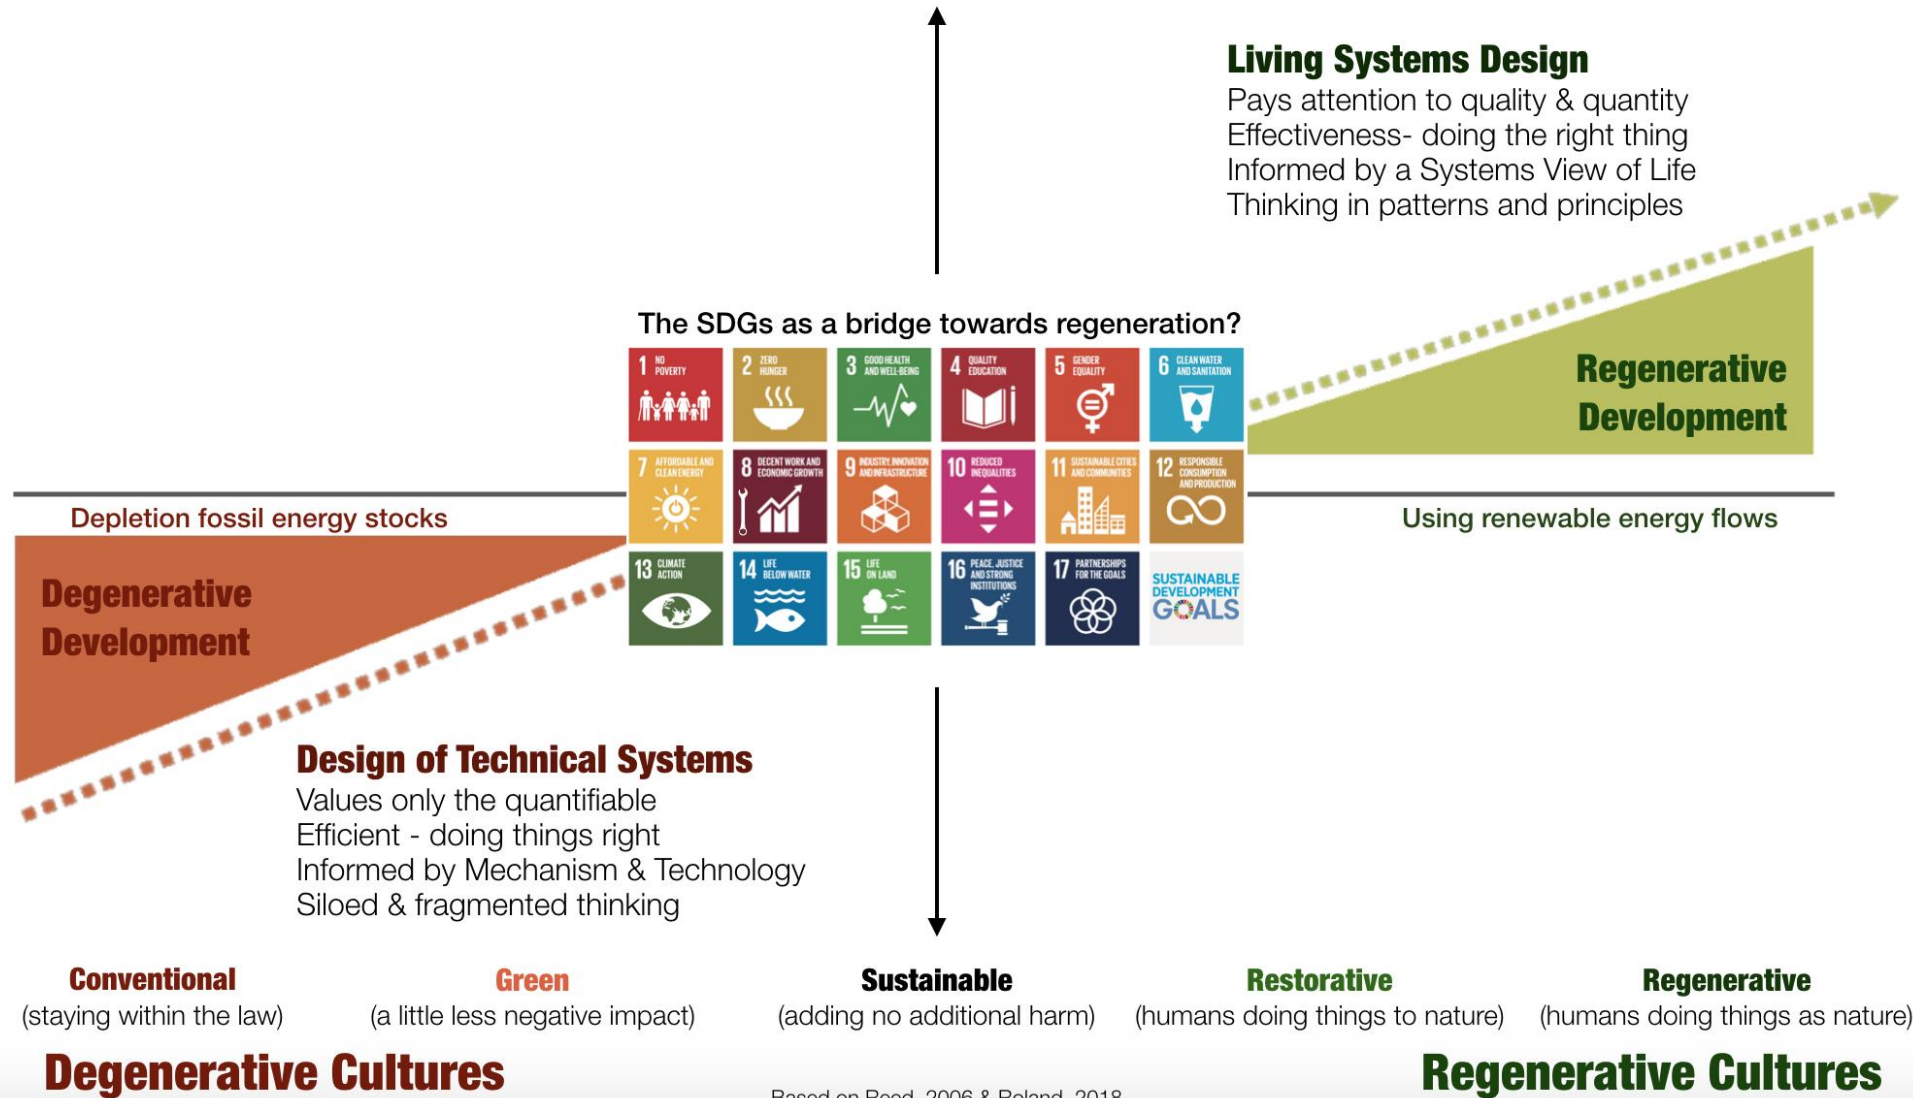 Living Systems Design
Pays attention to quality & quantity
Effectiveness- doing the right thing
Informed by a Systems View of Life
Thinking in patterns and principles
The SDGs as a bridge towards regeneration?
1 NO
POVERTY
2 ZERO
HUNGER
3 GOOD HEALTH
AND WELL-BEING
4 QUALITY
EDUCATION
5 GENDER
EQUALITY
6 CLEAN WATER
AND SANITATION
Regenerative
Development
7 AFFORDABLE AND
CLEAN ENERGY
8 DECENT WORK AND
ECONOMIC GROWTH
9 INDUSTRY, INNOVATION
AND INFRASTRUCTURE
10 REDUCED
INEQUALITIES
11 SUSTAINABLE CITIES
AND COMMUNITIES
12 RESPONSIBLE
CONSUMPTION
AND PRODUCTION
Depletion fossil energy stocks
Using renewable energy flows
13 CLIMATE
ACTION
14 LIFE
BELOW WATER
15 LIFE
ON LAND
16 PEACE, JUSTICE
AND STRONG
INSTITUTIONS
17 PARTNERSHIPS
FOR THE GOALS
SUSTAINABLE
DEVELOPMENT
GOALS
Degenerative
Development
Design of Technical Systems
Values only the quantifiable
Efficient - doing things right
Informed by Mechanism & Technology
Siloed & fragmented thinking
Conventional
(staying within the law)
Green
(a little less negative impact)
Sustainable
(adding no additional harm)
Restorative
(humans doing things to nature)
Regenerative
(humans doing things as nature)
Degenerative Cultures
Based on Reed, 2006 & Roland, 2018
Regenerative Cultures